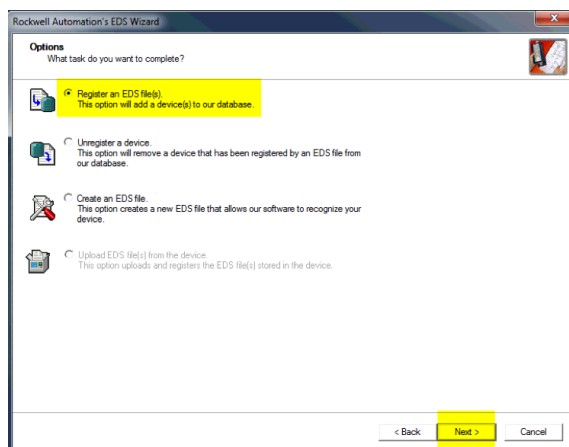 Rockwell Automation's EDS Wizard
Options
What task do you want to complete?
Register an EDS file(s).
This option will add a device(s) to our database.
Unregister a device.
This option will remove a device that has been registered by an EDS file from
our database.
Create an EDS file.
This option creates a new EDS file that allows our software to recognize your
device.
Upload EDS file(s) from the device.
This option uploads and registers the EDS file(s) stored in the device.
< Back Next > Cancel